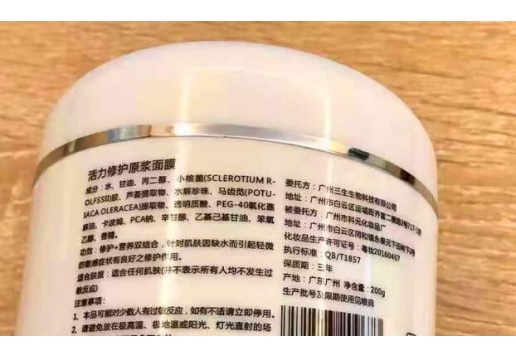 活力修护原浆面膜
成份：水、甘油、丙二醇、小核菌(SCLEROTIUM R-
OLFSSII)胶、芦荟提取物、水解珍珠、马齿苋(PORTU-
LACA OLERACEA)提取物、透明质酸、PEG-40氢化蓖
麻油、卡波姆、PCA钠、辛甘醇、乙基己基甘油、苯氧
乙醇、香精。
功效：修护+营养双结合，针对肌肤因缺水而引起轻微
的敏感症状有良好之修护作用。
适合肤质：适合任何肌肤(并不表示所有人均不发生过
敏反应)
注意事项：
1、本品可能对少数人有过敏反应，如有不适请立即停用。
2、请避免放在极高温、极地温或阳光、灯光直射的场
委托方：广州三生生物科技有限公司
地址：广州市白云区
被委托方：广州市科元化妆品厂
地址：广州市白云区同和镇
化妆品生产许可证号：粤妆20160467
执行标准：QB/T1857
保质期：三年
产地：广东广州 净含量：200g
生产批号及限期使用见喷码